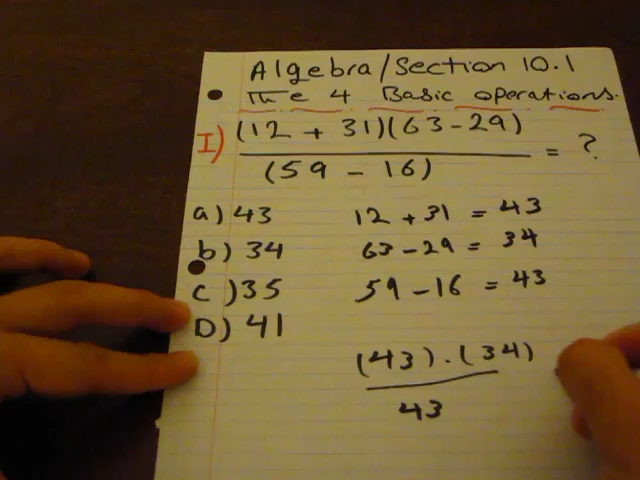 Algebra/Section 10.1
The 4 Basic operations.
I) (12 + 31)(63-29)
(59 - 16)
= ?
a) 43
12 + 31 = 43
b) 34
63-29 = 34
c) 35
59-16 = 43
D) 41
(43).(34)
43